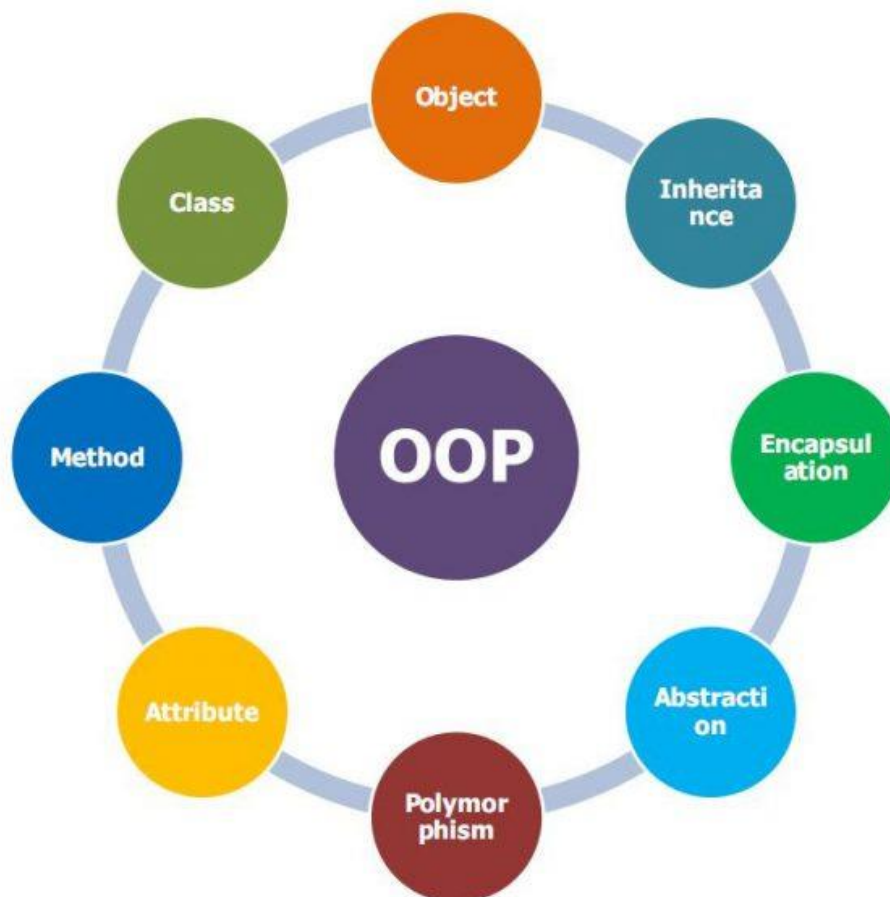 Object
Inherita
nce
Encapsul
ation
Abstracti
on
Polymor
phism
Attribute
Method
Class
OOP